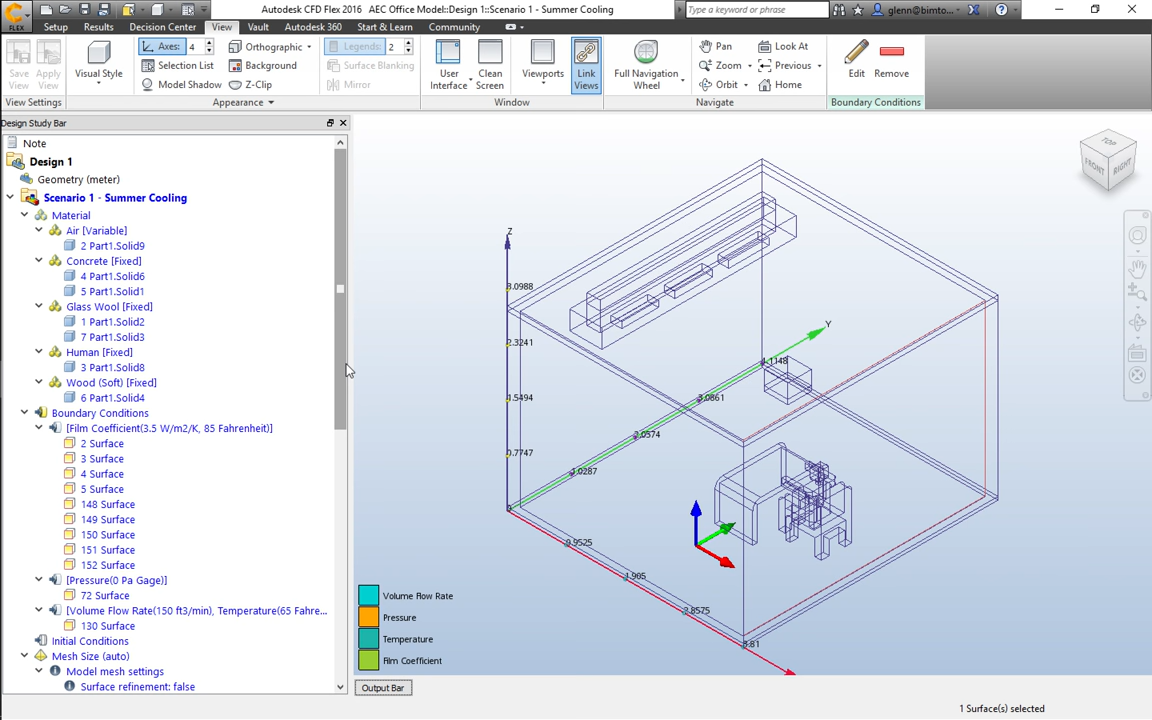 Autodesk CFD Flex 2016 AEC Office Model::Design 1::Scenario 1 - Summer Cooling
Type a keyword or phrase
glenn@bimto...
FLEX
Setup Results Decision Center View Vault Autodesk 360 Start & Learn Community
Save View
Apply View
View Settings
Visual Style
Axes: 4
Selection List
Model Shadow
Orthographic
Background
Z-Clip
Legends: 2
Surface Blanking
Mirror
Appearance
User Interface
Clean Screen
Viewports
Link Views
Window
Full Navigation Wheel
Pan
Zoom
Orbit
Look At
Previous
Home
Navigate
Edit
Remove
Boundary Conditions
Design Study Bar
Note
Design 1
Geometry (meter)
Scenario 1 - Summer Cooling
Material
Air [Variable]
2 Part1.Solid9
Concrete [Fixed]
4 Part1.Solid6
5 Part1.Solid1
Glass Wool [Fixed]
1 Part1.Solid2
7 Part1.Solid3
Human [Fixed]
3 Part1.Solid8
Wood (Soft) [Fixed]
6 Part1.Solid4
Boundary Conditions
[Film Coefficient(3.5 W/m2/K, 85 Fahrenheit)]
2 Surface
3 Surface
4 Surface
5 Surface
148 Surface
149 Surface
150 Surface
151 Surface
152 Surface
[Pressure(0 Pa Gage)]
72 Surface
[Volume Flow Rate(150 ft3/min), Temperature(65 Fahre...
130 Surface
Initial Conditions
Mesh Size (auto)
Model mesh settings
Surface refinement: false
TOP
FRONT
RIGHT
Z
3.0988
2.3241
1.5494
0.7747
0
Y
4.1148
3.0861
2.0574
1.0287
0.9525
1.905
2.8575
3.81
Volume Flow Rate
Pressure
Temperature
Film Coefficient
Output Bar
1 Surface(s) selected